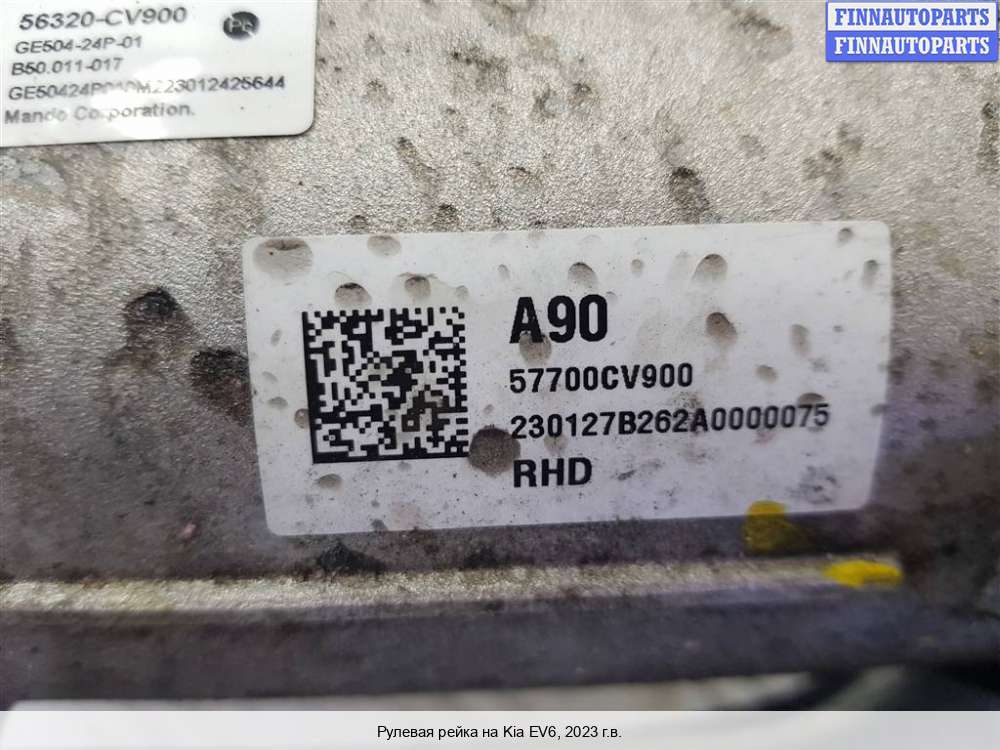 56320-CV900
Pb
GE504-24P-01
B50.011-017
Mando Corporation.
FINNAUTOPARTS
FINNAUTOPARTS
A90
57700CV900
230127B262A0000075
RHD
Рулевая рейка на Kia EV6, 2023 г.в.